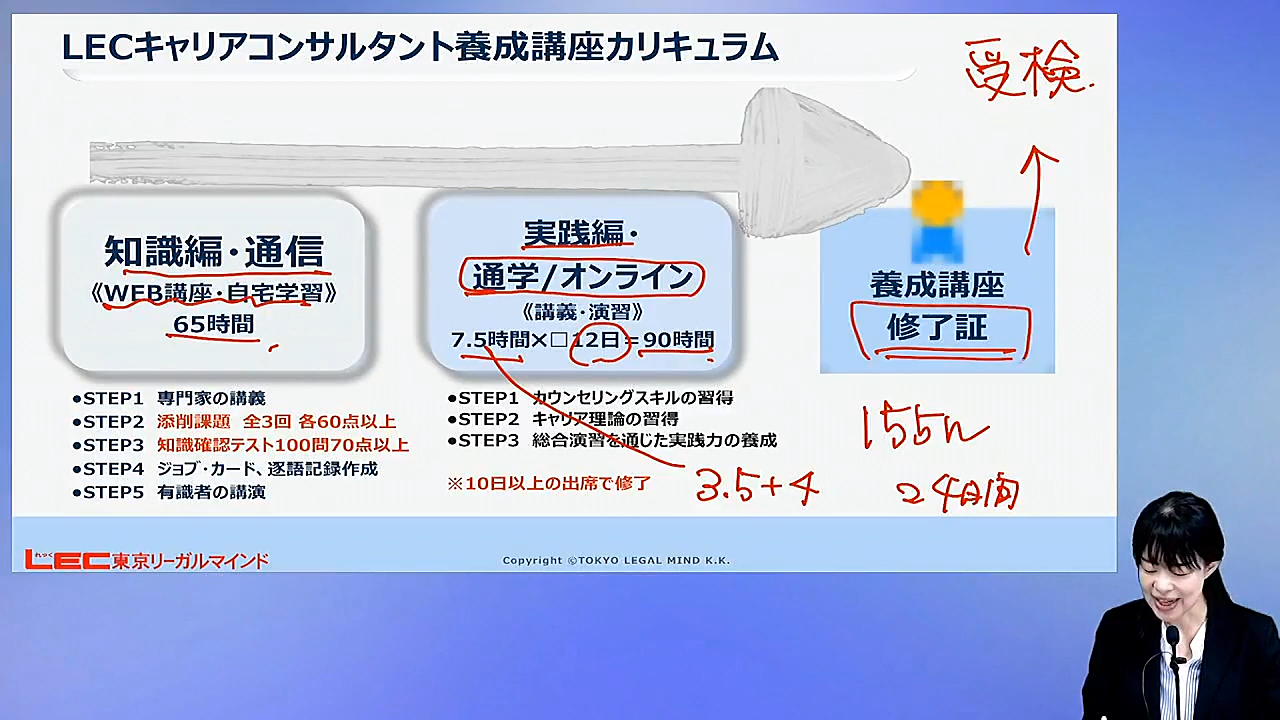 LECキャリアコンサルタント養成講座カリキュラム
受検
知識編・通信
《WEB講座・自宅学習》
65時間
実践編・
通学/オンライン
《講義・演習》
7.5時間×□12日=90時間
養成講座
修了証
●STEP1 専門家の講義
●STEP2 添削課題 全3回 各60点以上
●STEP3 知識確認テスト100問70点以上
●STEP4 ジョブ・カード、逐語記録作成
●STEP5 有識者の講演
●STEP1 カウンセリングスキルの習得
●STEP2 キャリア理論の習得
●STEP3 総合演習を通じた実践力の養成
※10日以上の出席で修了
3.5+4
155h
24日間
れっく
LEC東京リーガルマインド
Copyright ©TOKYO LEGAL MIND K.K.